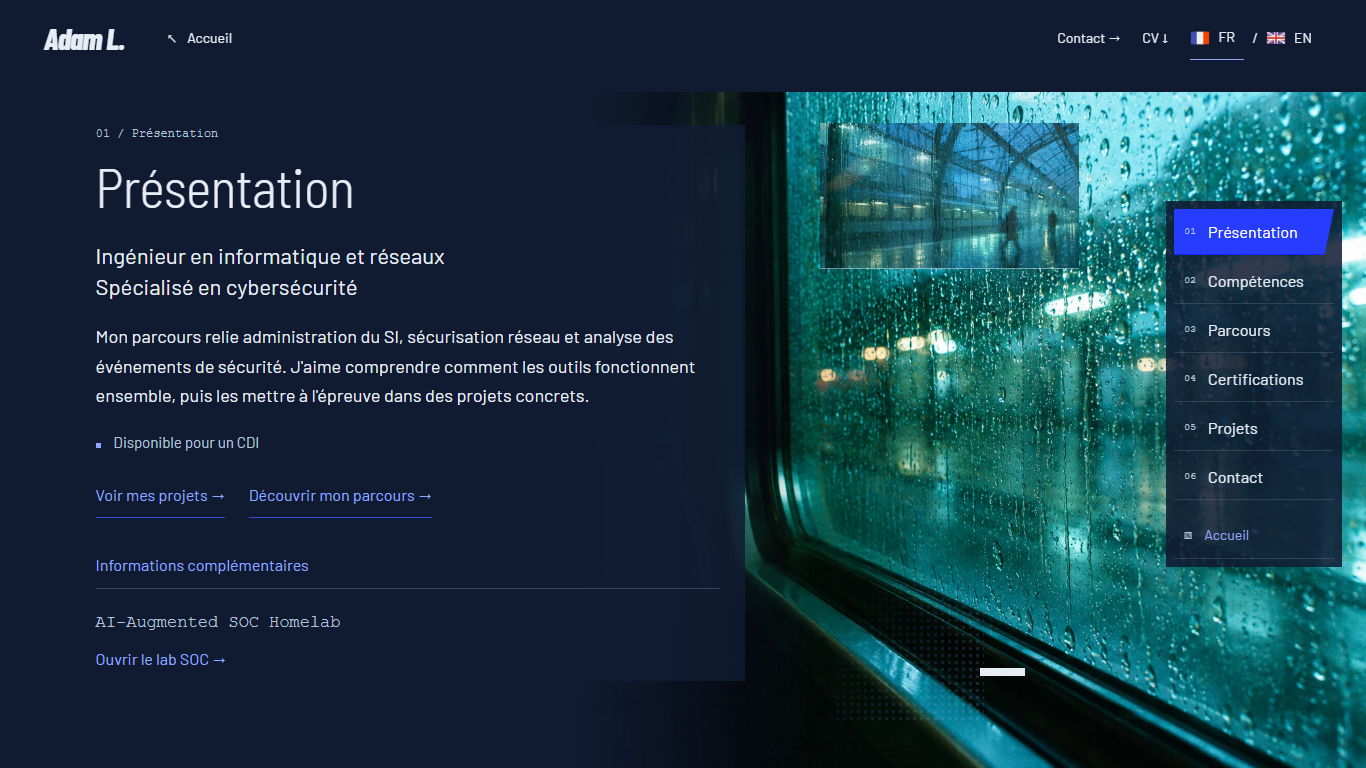 Adam L.
↖ Accueil
Contact →
CV ↓
FR / EN
01 / Présentation
Présentation
Ingénieur en informatique et réseaux
Spécialisé en cybersécurité
Mon parcours relie administration du SI, sécurisation réseau et analyse des
événements de sécurité. J'aime comprendre comment les outils fonctionnent
ensemble, puis les mettre à l'épreuve dans des projets concrets.
Disponible pour un CDI
Voir mes projets → Découvrir mon parcours →
Informations complémentaires
AI-Augmented SOC Homelab
Ouvrir le lab SOC →
01 Présentation
02 Compétences
03 Parcours
04 Certifications
05 Projets
06 Contact
Accueil